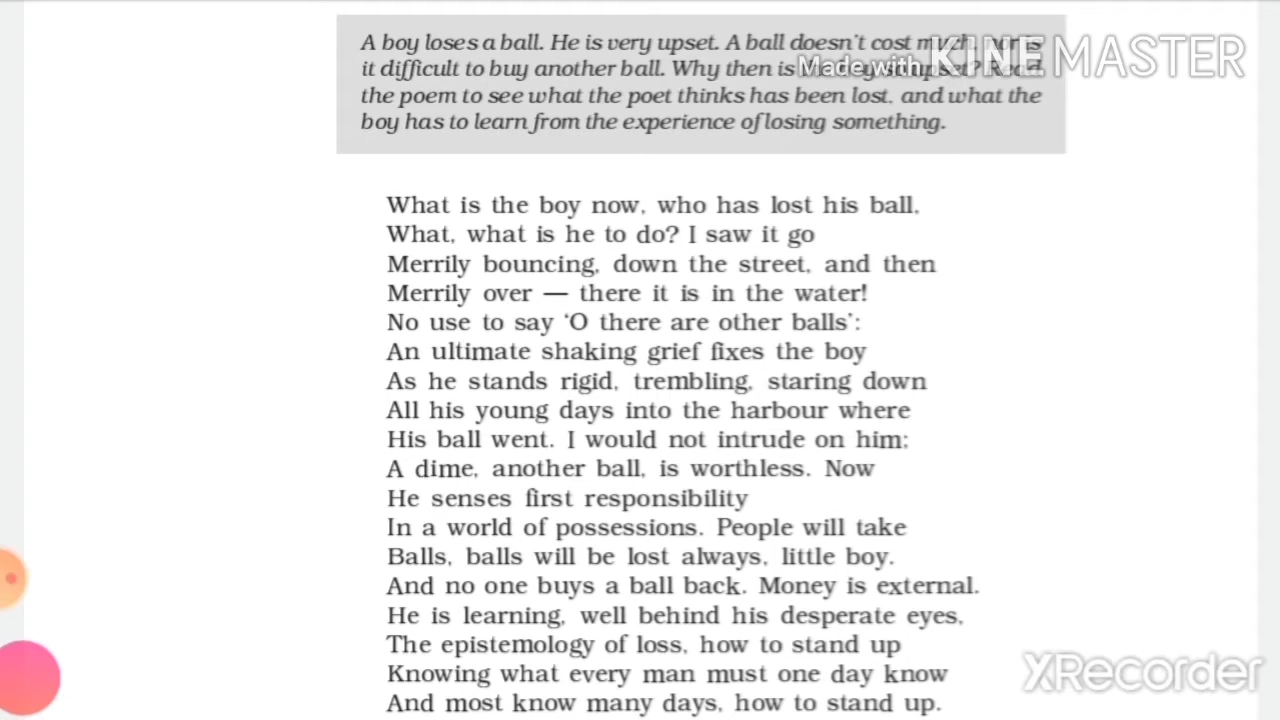 A boy loses a ball. He is very upset. A ball doesn't cost much, nor is
Made with KINEMASTER
it difficult to buy another ball. Why then is the boy so upset? Read
the poem to see what the poet thinks has been lost, and what the
boy has to learn from the experience of losing something.
What is the boy now, who has lost his ball,
What, what is he to do? I saw it go
Merrily bouncing, down the street, and then
Merrily over — there it is in the water!
No use to say ‘O there are other balls’:
An ultimate shaking grief fixes the boy
As he stands rigid, trembling, staring down
All his young days into the harbour where
His ball went. I would not intrude on him;
A dime, another ball, is worthless. Now
He senses first responsibility
In a world of possessions. People will take
Balls, balls will be lost always, little boy.
And no one buys a ball back. Money is external.
He is learning, well behind his desperate eyes,
The epistemology of loss, how to stand up
Knowing what every man must one day know
And most know many days, how to stand up.
XRecorder